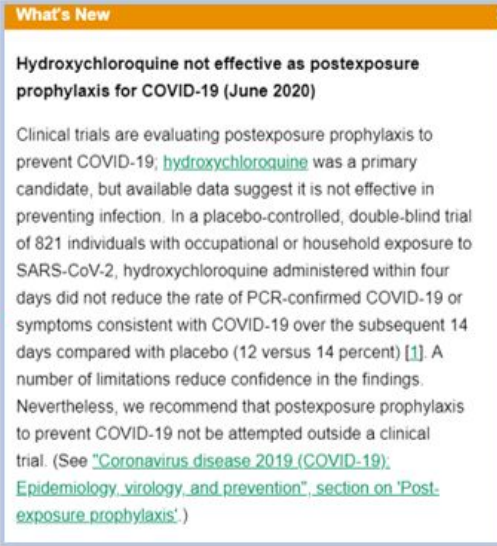 What's New
Hydroxychloroquine not effective as postexposure
prophylaxis for COVID-19 (June 2020)
Clinical trials are evaluating postexposure prophylaxis to
prevent COVID-19; hydroxychloroquine was a primary
candidate, but available data suggest it is not effective in
preventing infection. In a placebo-controlled, double-blind trial
of 821 individuals with occupational or household exposure to
SARS-CoV-2, hydroxychloroquine administered within four
days did not reduce the rate of PCR-confirmed COVID-19 or
symptoms consistent with COVID-19 over the subsequent 14
days compared with placebo (12 versus 14 percent) [1]. A
number of limitations reduce confidence in the findings.
Nevertheless, we recommend that postexposure prophylaxis
to prevent COVID-19 not be attempted outside a clinical
trial. (See "Coronavirus disease 2019 (COVID-19):
Epidemiology, virology, and prevention", section on 'Post-
exposure prophylaxis'.)